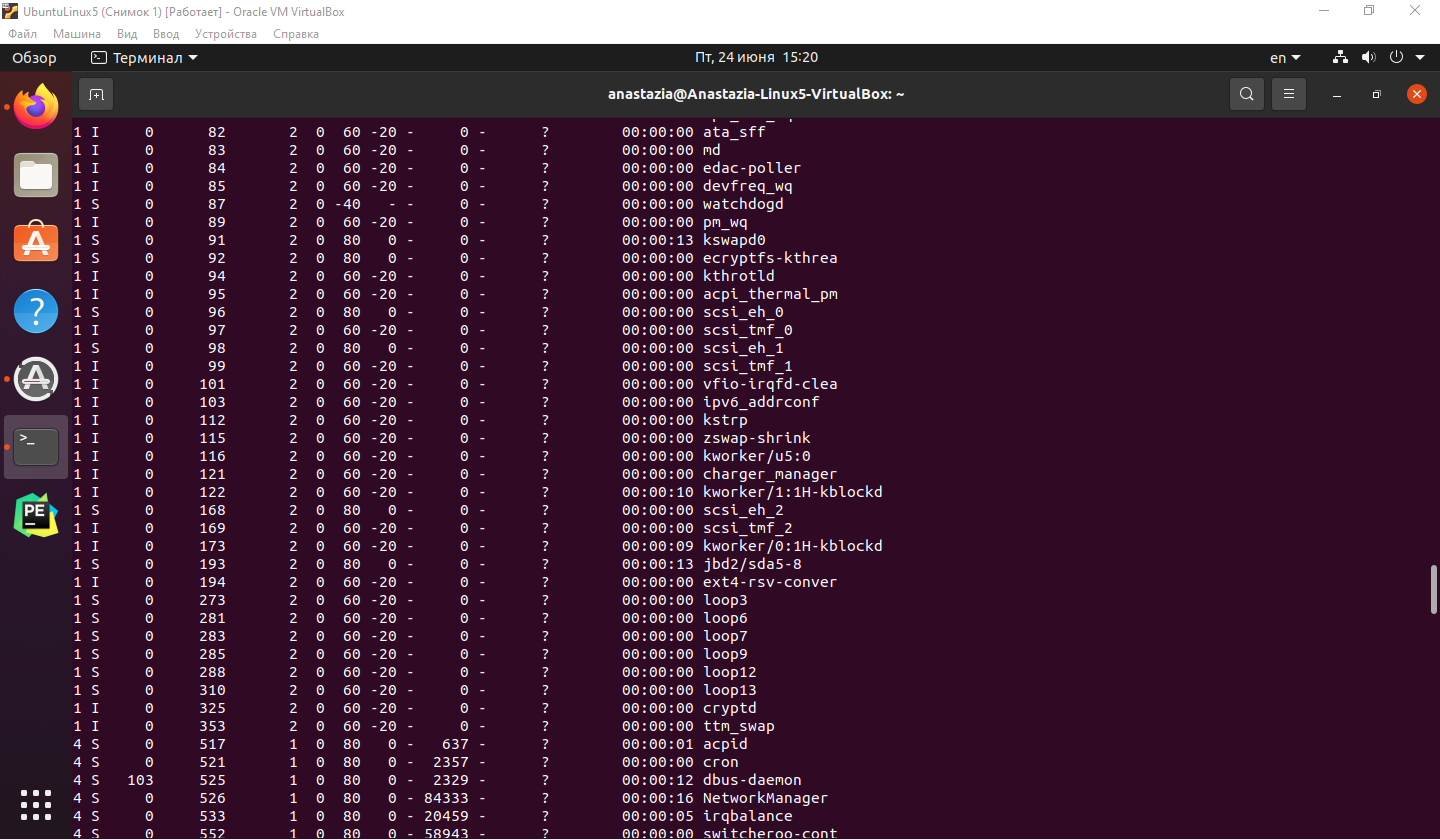 UbuntuLinux5 (Снимок 1) [Работает] - Oracle VM VirtualBox
Файл Машина Вид Ввод Устройства Справка
Обзор Терминал Пт, 24 июня 15:20 en
anastazia@Anastazia-Linux5-VirtualBox: ~
1 I 0 82 2 0 60 -20 - 0 - ? 00:00:00 ata_sff
1 I 0 83 2 0 60 -20 - 0 - ? 00:00:00 md
1 I 0 84 2 0 60 -20 - 0 - ? 00:00:00 edac-poller
1 I 0 85 2 0 60 -20 - 0 - ? 00:00:00 devfreq_wq
1 S 0 87 2 0 -40 - - 0 - ? 00:00:00 watchdogd
1 I 0 89 2 0 60 -20 - 0 - ? 00:00:00 pm_wq
1 S 0 91 2 0 80 0 - 0 - ? 00:00:13 kswapd0
1 S 0 92 2 0 80 0 - 0 - ? 00:00:00 ecryptfs-kthrea
1 I 0 94 2 0 60 -20 - 0 - ? 00:00:00 kthrotld
1 I 0 95 2 0 60 -20 - 0 - ? 00:00:00 acpi_thermal_pm
1 S 0 96 2 0 80 0 - 0 - ? 00:00:00 scsi_eh_0
1 I 0 97 2 0 60 -20 - 0 - ? 00:00:00 scsi_tmf_0
1 S 0 98 2 0 80 0 - 0 - ? 00:00:00 scsi_eh_1
1 I 0 99 2 0 60 -20 - 0 - ? 00:00:00 scsi_tmf_1
1 I 0 101 2 0 60 -20 - 0 - ? 00:00:00 vfio-irqfd-clea
1 I 0 103 2 0 60 -20 - 0 - ? 00:00:00 ipv6_addrconf
1 I 0 112 2 0 60 -20 - 0 - ? 00:00:00 kstrp
1 I 0 115 2 0 60 -20 - 0 - ? 00:00:00 zswap-shrink
1 I 0 116 2 0 60 -20 - 0 - ? 00:00:00 kworker/u5:0
1 I 0 121 2 0 60 -20 - 0 - ? 00:00:00 charger_manager
1 I 0 122 2 0 60 -20 - 0 - ? 00:00:10 kworker/1:1H-kblockd
1 S 0 168 2 0 80 0 - 0 - ? 00:00:00 scsi_eh_2
1 I 0 169 2 0 60 -20 - 0 - ? 00:00:00 scsi_tmf_2
1 I 0 173 2 0 60 -20 - 0 - ? 00:00:09 kworker/0:1H-kblockd
1 S 0 193 2 0 80 0 - 0 - ? 00:00:13 jbd2/sda5-8
1 I 0 194 2 0 60 -20 - 0 - ? 00:00:00 ext4-rsv-conver
1 S 0 273 2 0 60 -20 - 0 - ? 00:00:00 loop3
1 S 0 281 2 0 60 -20 - 0 - ? 00:00:00 loop6
1 S 0 283 2 0 60 -20 - 0 - ? 00:00:00 loop7
1 S 0 285 2 0 60 -20 - 0 - ? 00:00:00 loop9
1 S 0 288 2 0 60 -20 - 0 - ? 00:00:00 loop12
1 S 0 310 2 0 60 -20 - 0 - ? 00:00:00 loop13
1 I 0 325 2 0 60 -20 - 0 - ? 00:00:00 cryptd
1 I 0 353 2 0 60 -20 - 0 - ? 00:00:00 ttm_swap
4 S 0 517 1 0 80 0 - 637 - ? 00:00:01 acpid
4 S 0 521 1 0 80 0 - 2357 - ? 00:00:00 cron
4 S 103 525 1 0 80 0 - 2329 - ? 00:00:12 dbus-daemon
4 S 0 526 1 0 80 0 - 84333 - ? 00:00:16 NetworkManager
4 S 0 533 1 0 80 0 - 20459 - ? 00:00:05 irqbalance
4 S 0 552 1 0 80 0 - 58943 - ? 00:00:00 switcheroo-cont
>_
PE